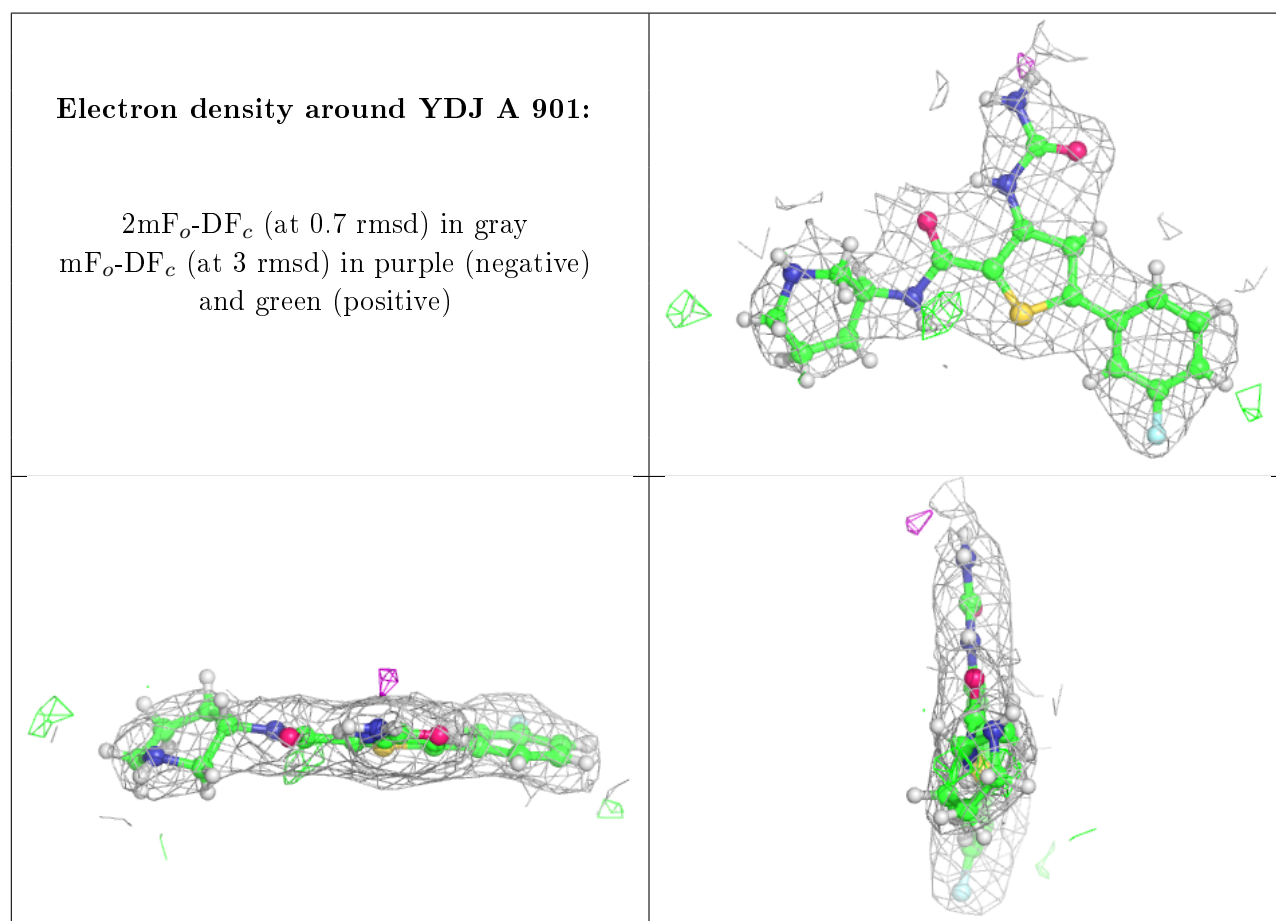 Electron density around YDJ A 901:
2mFo-DFc (at 0.7 rmsd) in gray
mFo-DFc (at 3 rmsd) in purple (negative)
and green (positive)